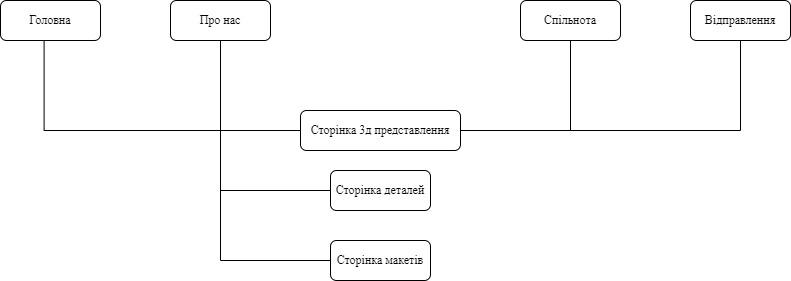 Головна
Про нас
Спільнота
Відправлення
Сторінка 3д представлення
Сторінка деталей
Сторінка макетів